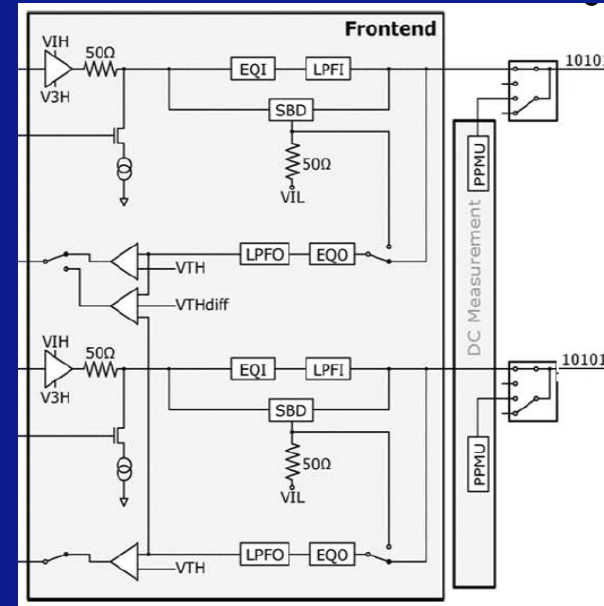 Frontend
VIH
50Ω
V3H
EQI
LPFI
SBD
50Ω
VIL
1010
PPMU
LPFO
EQO
VTH
VTHdiff
DC Measurement
VIH
50Ω
V3H
EQI
LPFI
SBD
50Ω
VIL
10101
PPMU
LPFO
EQO
VTH